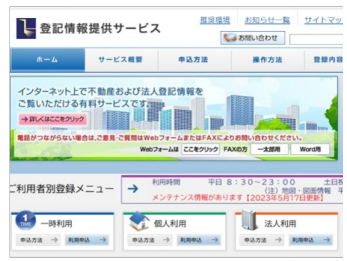 登記情報提供サービス
推奨環境 お知らせ一覧 サイトマッ
お問い合わせ
ホーム サービス概要 申込方法 操作方法 登録内容
インターネット上で不動産および法人登記情報を
ご覧いただける有料サービスです。
→詳しくはここをクリック
電話がつながらない場合は、ご意見・ご質問はWebフォームまたはFAXによりお問い合わせください。
Webフォームは ここをクリック FAXの方 一太郎用 Word用
ご利用者別登録メニュー
利用時間 平日 8：30～23：00 土日祝
（注）地図・図面情報 平
メンテナンス情報があります【2023年5月17日更新】
1 TIME 一時利用 個人利用 法人利用
申込方法 → 利用申込 → 申込方法 → 利用申込 → 申込方法 → 利用申込 →